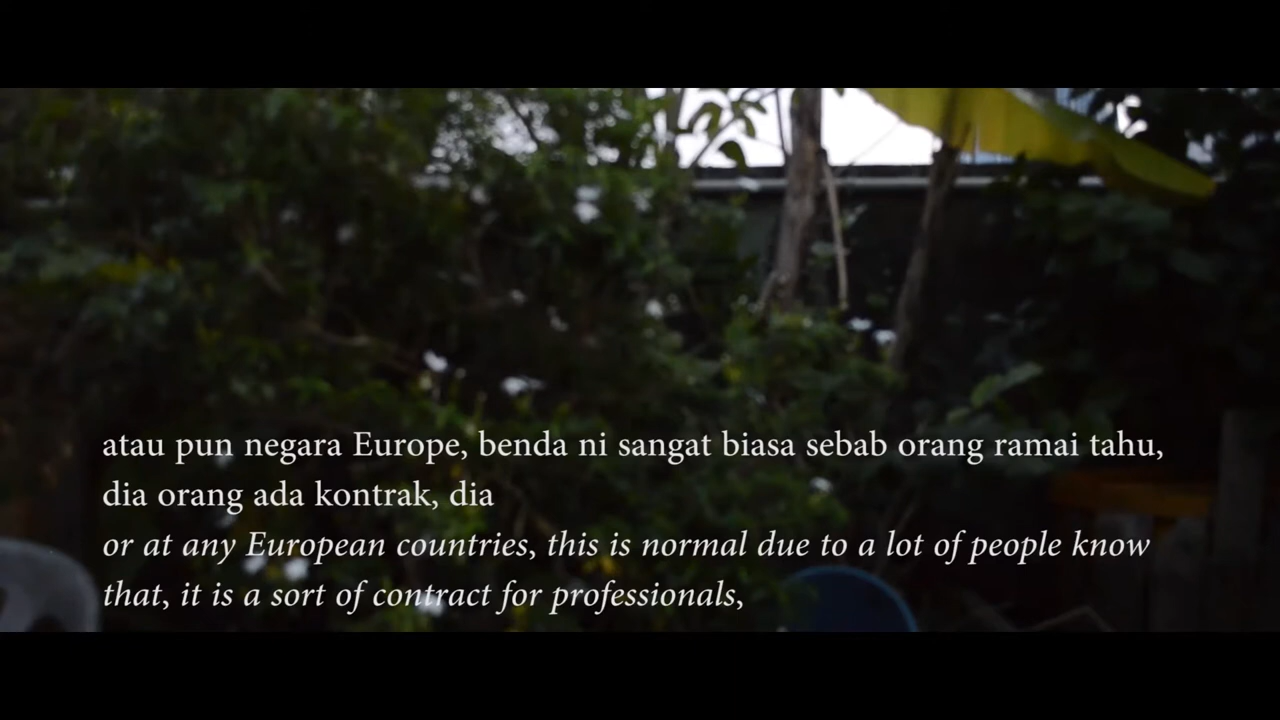 atau pun negara Europe, benda ni sangat biasa sebab orang ramai tahu,
dia orang ada kontrak, dia
or at any European countries, this is normal due to a lot of people know
that, it is a sort of contract for professionals,